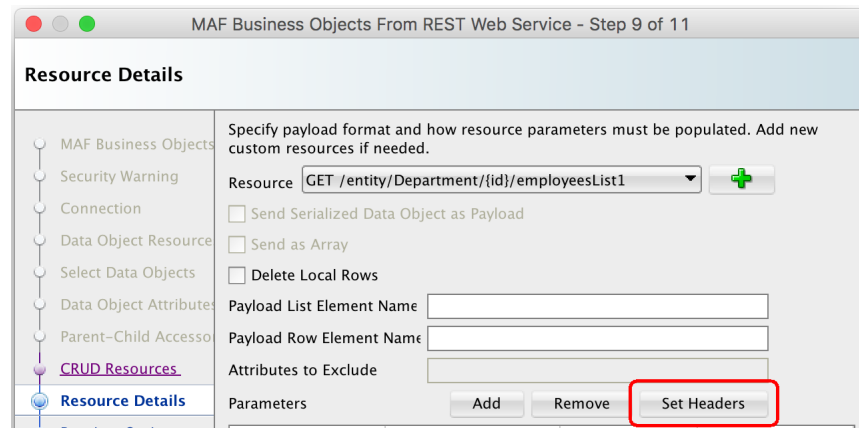 MAF Business Objects From REST Web Service - Step 9 of 11
Resource Details
Specify payload format and how resource parameters must be populated. Add new
custom resources if needed.
MAF Business Objects
Security Warning
Connection
Data Object Resource
Select Data Objects
Data Object Attributes
Parent-Child Accesso
CRUD Resources
Resource Details
Resource GET /entity/Department/{id}/employeesList1
Send Serialized Data Object as Payload
Send as Array
Delete Local Rows
Payload List Element Name
Payload Row Element Name
Attributes to Exclude
Parameters Add Remove Set Headers